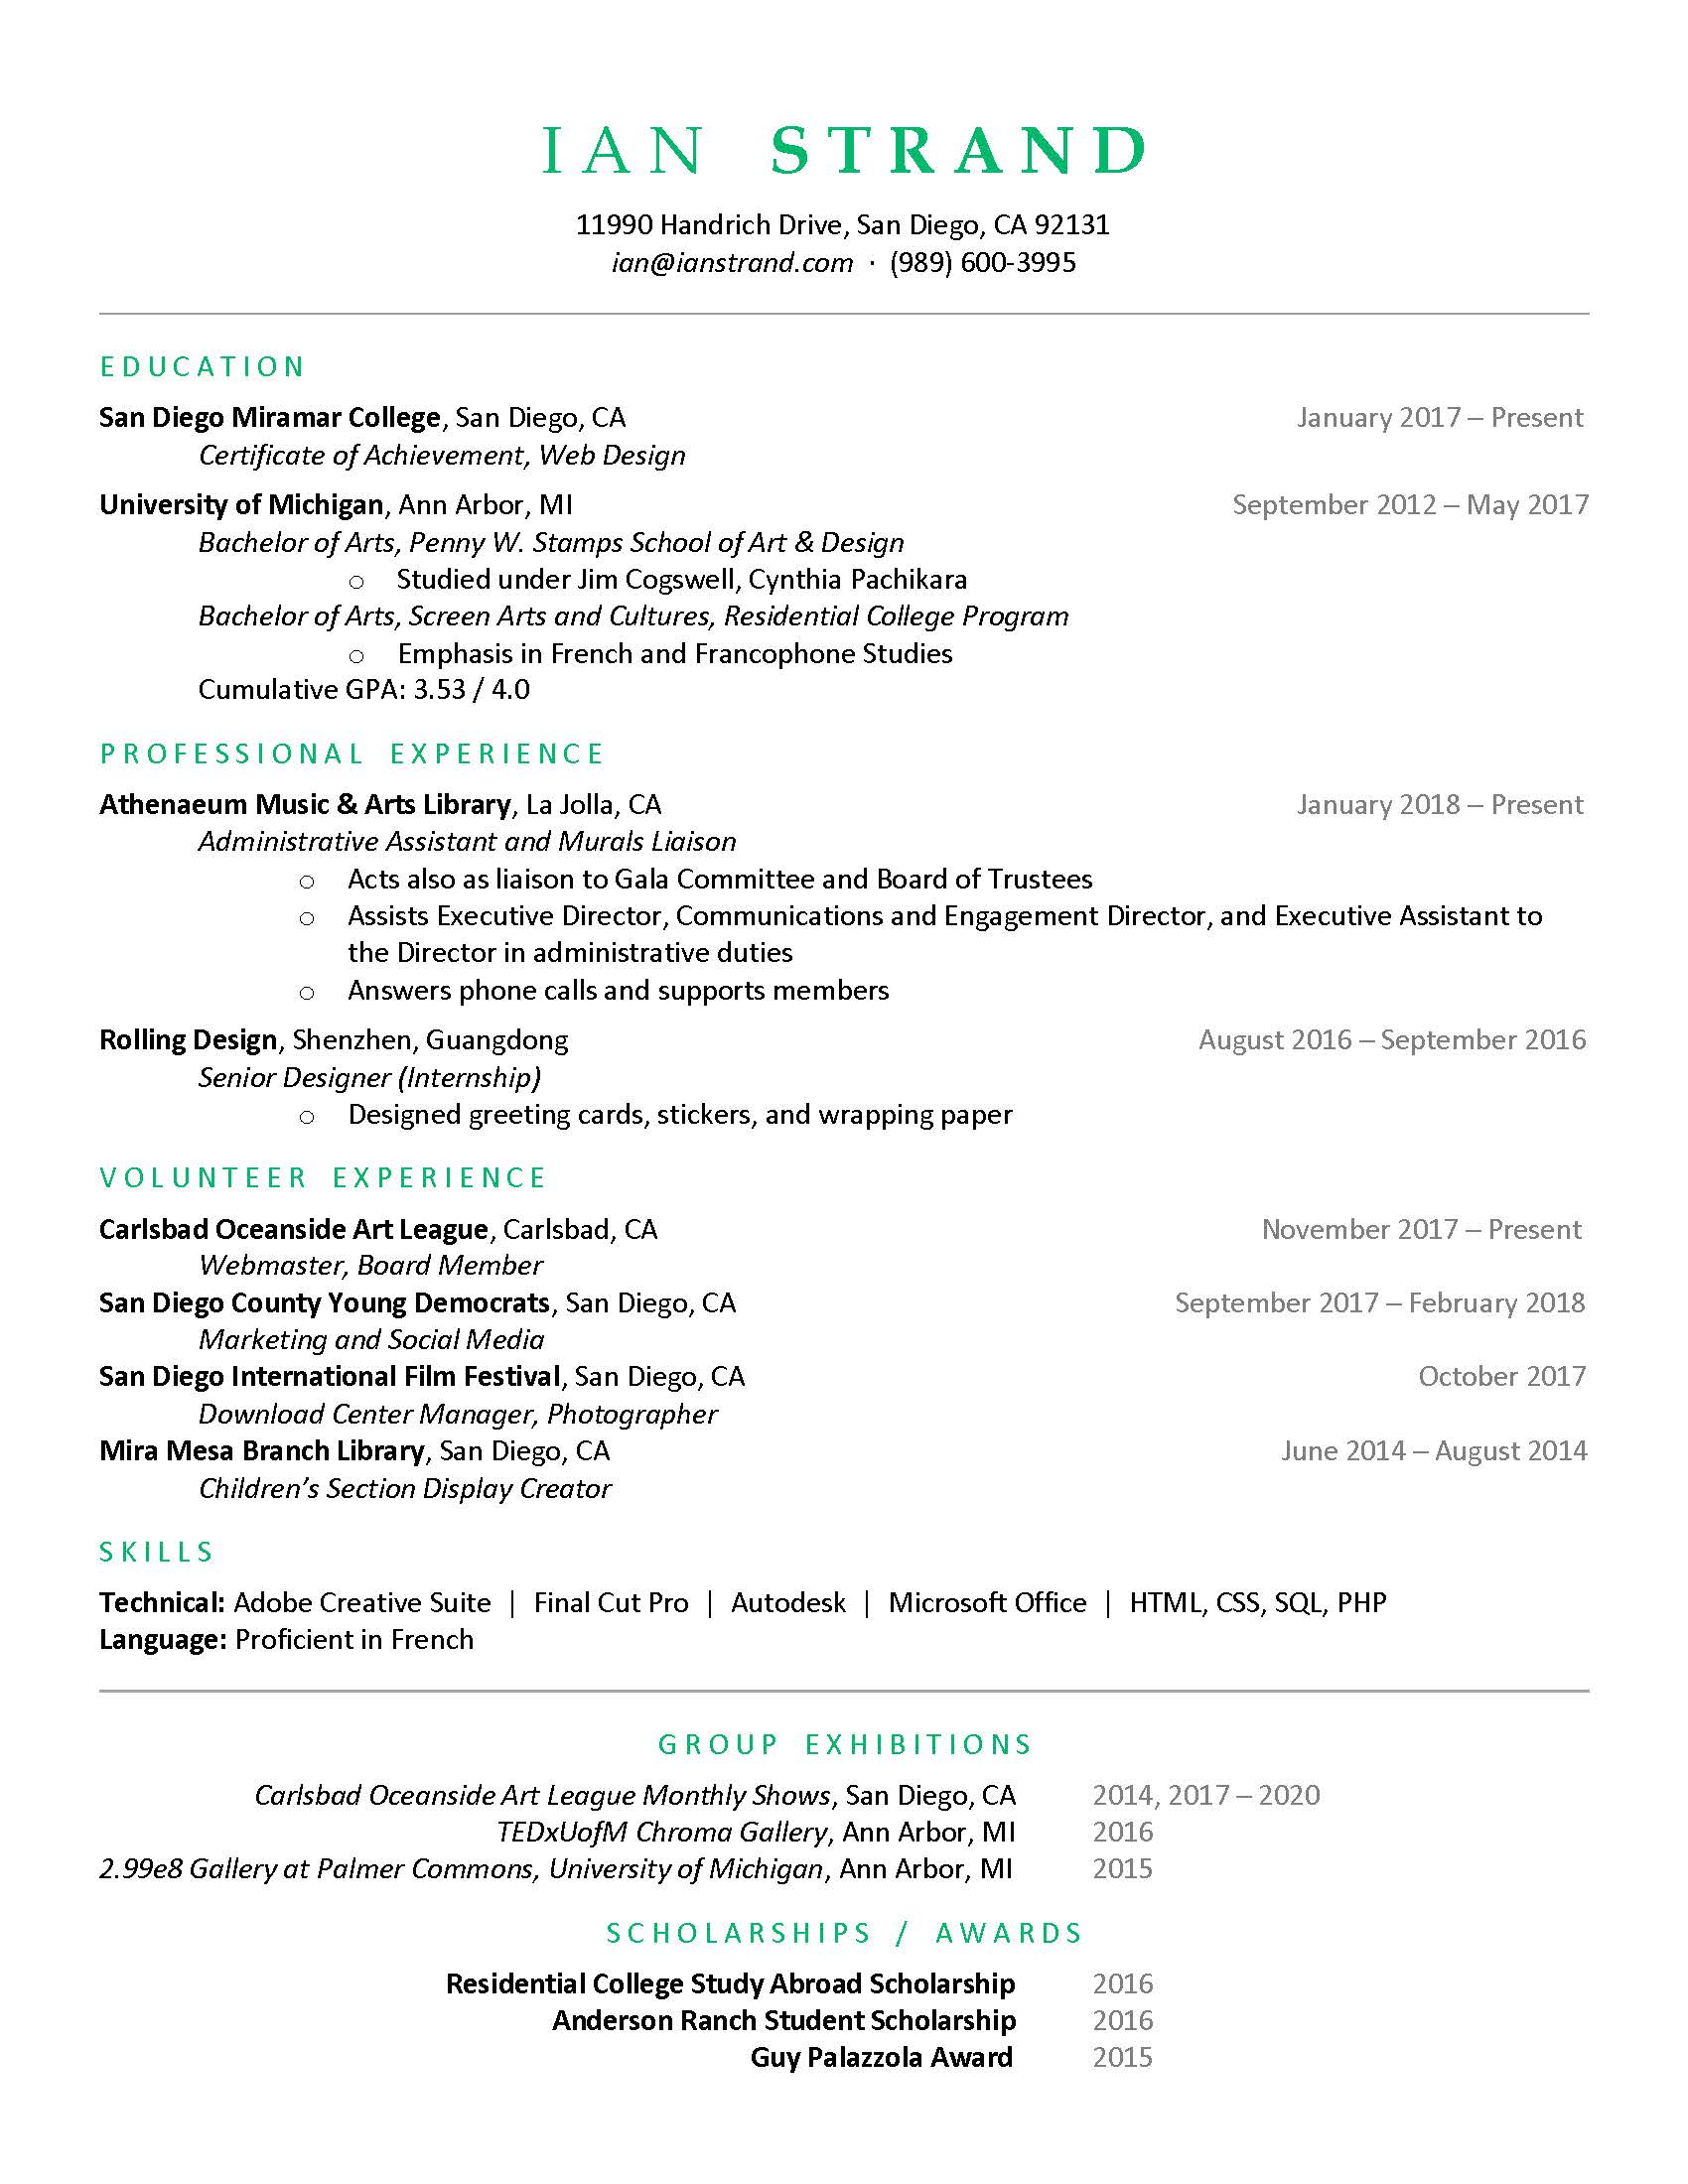 IAN STRAND
11990 Handrich Drive, San Diego, CA 92131
ian@ianstrand.com · (989) 600-3995
EDUCATION
San Diego Miramar College, San Diego, CA January 2017 – Present
Certificate of Achievement, Web Design
University of Michigan, Ann Arbor, MI September 2012 – May 2017
Bachelor of Arts, Penny W. Stamps School of Art & Design
o Studied under Jim Cogswell, Cynthia Pachikara
Bachelor of Arts, Screen Arts and Cultures, Residential College Program
o Emphasis in French and Francophone Studies
Cumulative GPA: 3.53 / 4.0
PROFESSIONAL EXPERIENCE
Athenaeum Music & Arts Library, La Jolla, CA January 2018 – Present
Administrative Assistant and Murals Liaison
o Acts also as liaison to Gala Committee and Board of Trustees
o Assists Executive Director, Communications and Engagement Director, and Executive Assistant to
the Director in administrative duties
o Answers phone calls and supports members
Rolling Design, Shenzhen, Guangdong August 2016 – September 2016
Senior Designer (Internship)
o Designed greeting cards, stickers, and wrapping paper
VOLUNTEER EXPERIENCE
Carlsbad Oceanside Art League, Carlsbad, CA November 2017 – Present
Webmaster, Board Member
San Diego County Young Democrats, San Diego, CA September 2017 – February 2018
Marketing and Social Media
San Diego International Film Festival, San Diego, CA October 2017
Download Center Manager, Photographer
Mira Mesa Branch Library, San Diego, CA June 2014 – August 2014
Children’s Section Display Creator
SKILLS
Technical: Adobe Creative Suite | Final Cut Pro | Autodesk | Microsoft Office | HTML, CSS, SQL, PHP
Language: Proficient in French
GROUP EXHIBITIONS
Carlsbad Oceanside Art League Monthly Shows, San Diego, CA 2014, 2017 – 2020
TEDxUofM Chroma Gallery, Ann Arbor, MI 2016
2.99e8 Gallery at Palmer Commons, University of Michigan, Ann Arbor, MI 2015
SCHOLARSHIPS / AWARDS
Residential College Study Abroad Scholarship 2016
Anderson Ranch Student Scholarship 2016
Guy Palazzola Award 2015